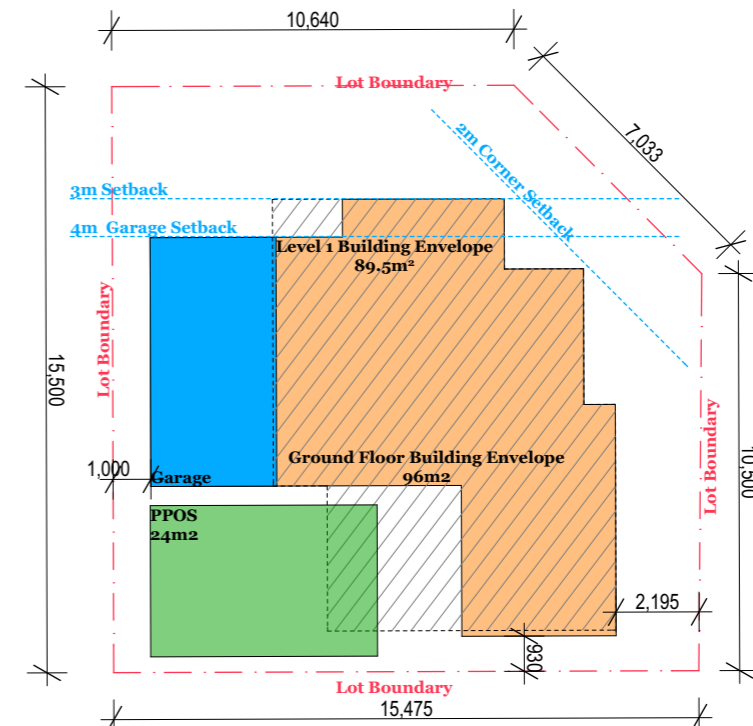 10,640
Lot Boundary
7,033
2m Corner Setback
3m Setback
4m Garage Setback
Level 1 Building Envelope
89.5m²
Lot Boundary
15,500
Ground Floor Building Envelope
96m2
Lot Boundary
10,500
1,000
Garage
PPOS
24m2
2,195
930
Lot Boundary
15,475